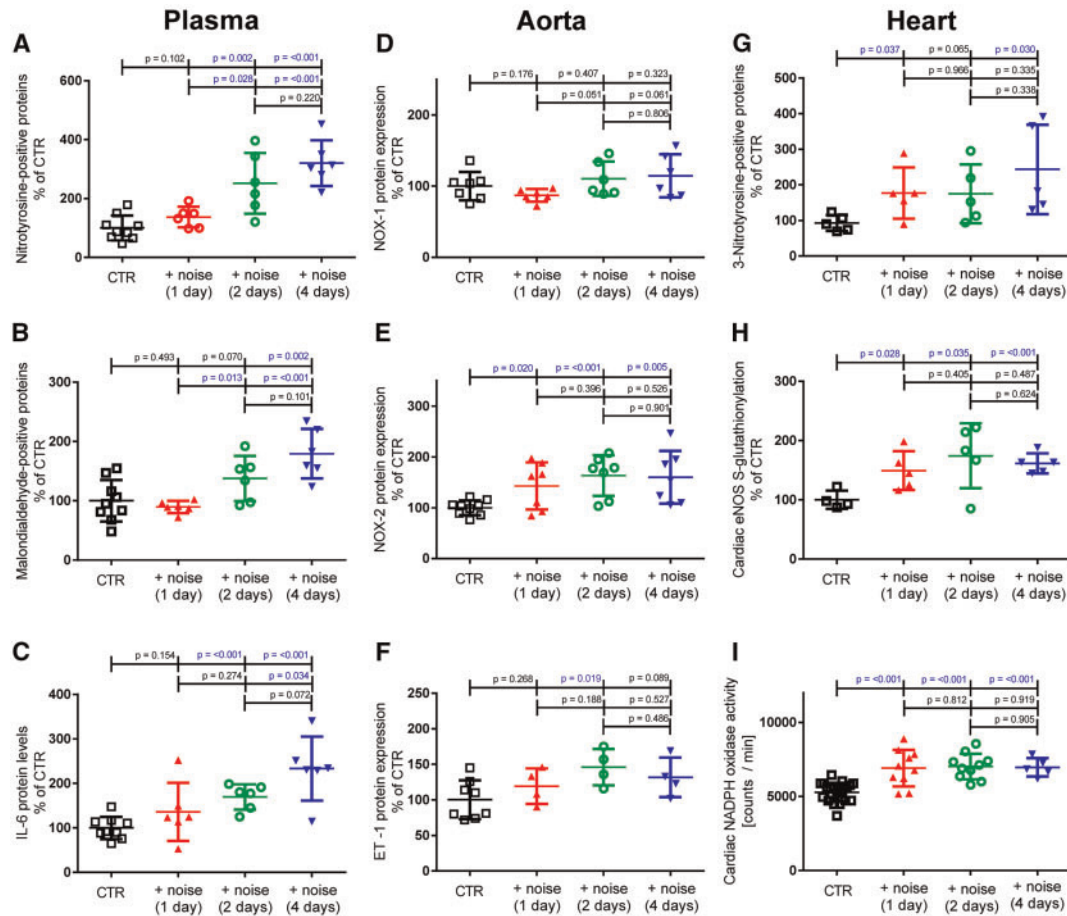 Plasma
Aorta
Heart
A
p = 0.102
p = 0.002
p = <0.001
p = 0.028
p = <0.001
p = 0.220
Nitrotyrosine-positive proteins
% of CTR
600
400
200
0
CTR
+ noise
(1 day)
+ noise
(2 days)
+ noise
(4 days)
D
p = 0.176
p = 0.407
p = 0.323
p = 0.051
p = 0.061
p = 0.806
NOX-1 protein expression
% of CTR
200
100
0
CTR
+ noise
(1 day)
+ noise
(2 days)
+ noise
(4 days)
G
p = 0.037
p = 0.065
p = 0.030
p = 0.966
p = 0.335
p = 0.338
3-Nitrotyrosine-positive proteins
% of CTR
500
400
300
200
100
0
CTR
+ noise
(1 day)
+ noise
(2 days)
+ noise
(4 days)
B
p = 0.493
p = 0.070
p = 0.002
p = 0.013
p = <0.001
p = 0.101
Malondialdehyde-positive proteins
% of CTR
300
200
100
0
CTR
+ noise
(1 day)
+ noise
(2 days)
+ noise
(4 days)
E
p = 0.020
p = <0.001
p = 0.005
p = 0.396
p = 0.526
p = 0.901
NOX-2 protein expression
% of CTR
300
200
100
0
CTR
+ noise
(1 day)
+ noise
(2 days)
+ noise
(4 days)
H
p = 0.028
p = 0.035
p = <0.001
p = 0.405
p = 0.487
p = 0.624
Cardiac eNOS S-glutathionylation
% of CTR
300
200
100
0
CTR
+ noise
(1 day)
+ noise
(2 days)
+ noise
(4 days)
C
p = 0.154
p = <0.001
p = <0.001
p = 0.274
p = 0.034
p = 0.072
IL-6 protein levels
% of CTR
400
300
200
100
0
CTR
+ noise
(1 day)
+ noise
(2 days)
+ noise
(4 days)
F
p = 0.268
p = 0.019
p = 0.089
p = 0.188
p = 0.527
p = 0.486
ET -1 protein expression
% of CTR
200
150
100
50
0
CTR
+ noise
(1 day)
+ noise
(2 days)
+ noise
(4 days)
I
p = <0.001
p = <0.001
p = <0.001
p = 0.812
p = 0.919
p = 0.905
Cardiac NADPH oxidase activity
[counts / min]
10000
5000
0
CTR
+ noise
(1 day)
+ noise
(2 days)
+ noise
(4 days)